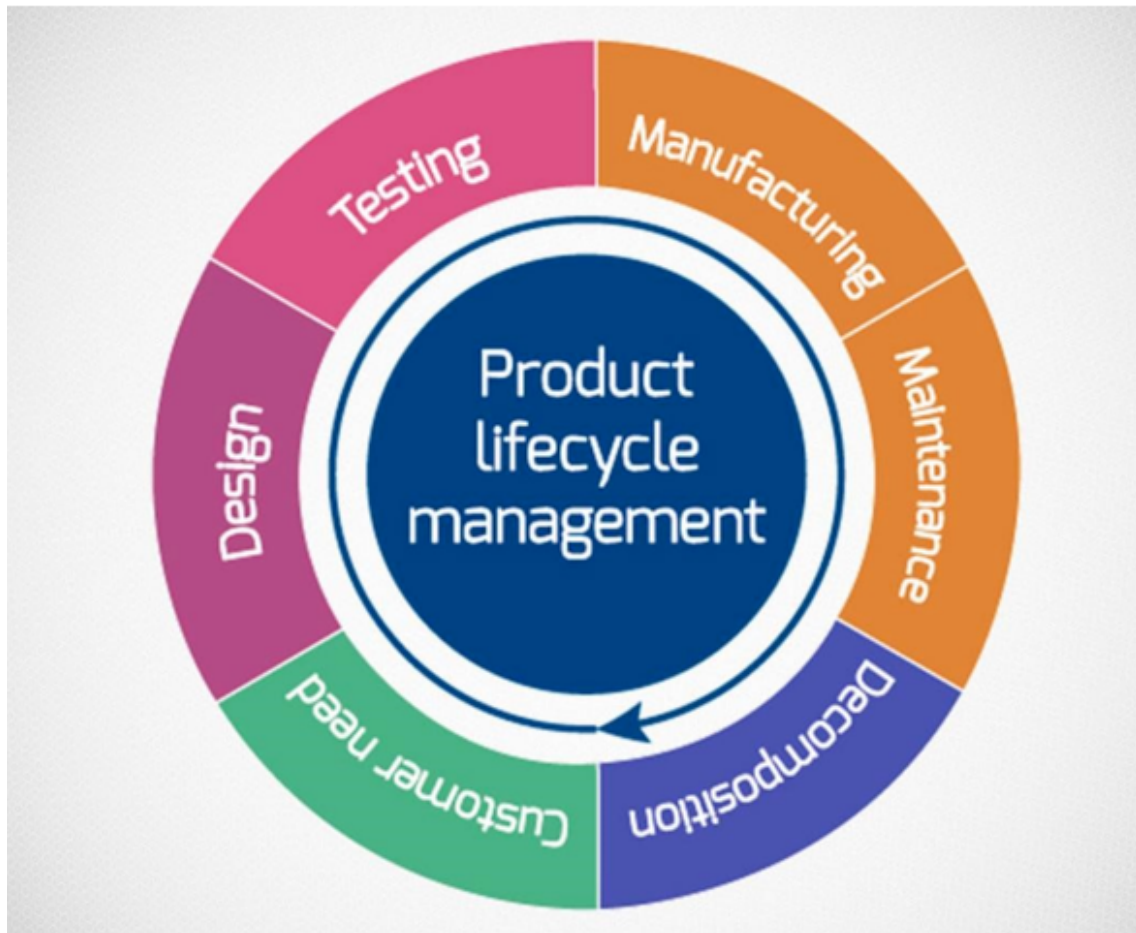 Product
lifecycle
management
Customer need
Design
Testing
Manufacturing
Maintenance
Decomposition